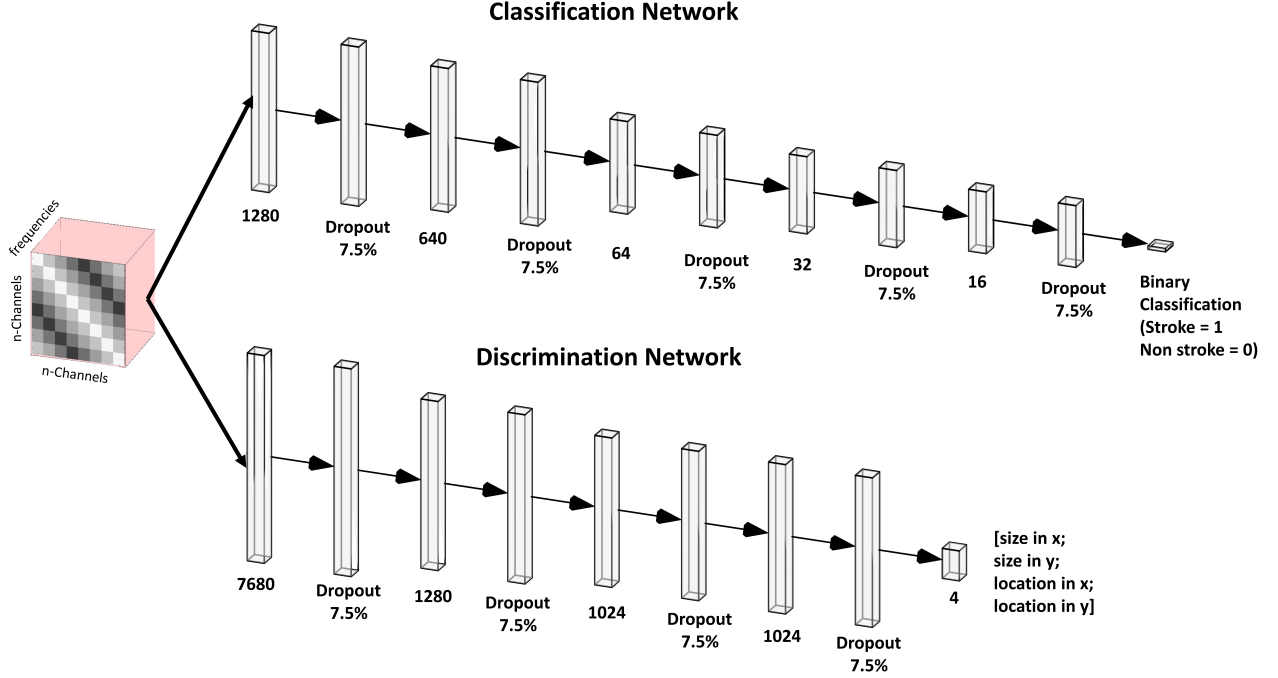 Classification Network
1280
Dropout
7.5%
640
Dropout
7.5%
64
Dropout
7.5%
32
Dropout
7.5%
16
Dropout
7.5%
Binary
Classification
(Stroke = 1
Non stroke = 0)
frequencies
n-Channels
n-Channels
Discrimination Network
7680
Dropout
7.5%
1280
Dropout
7.5%
1024
Dropout
7.5%
1024
Dropout
7.5%
4
[size in x;
size in y;
location in x;
location in y]